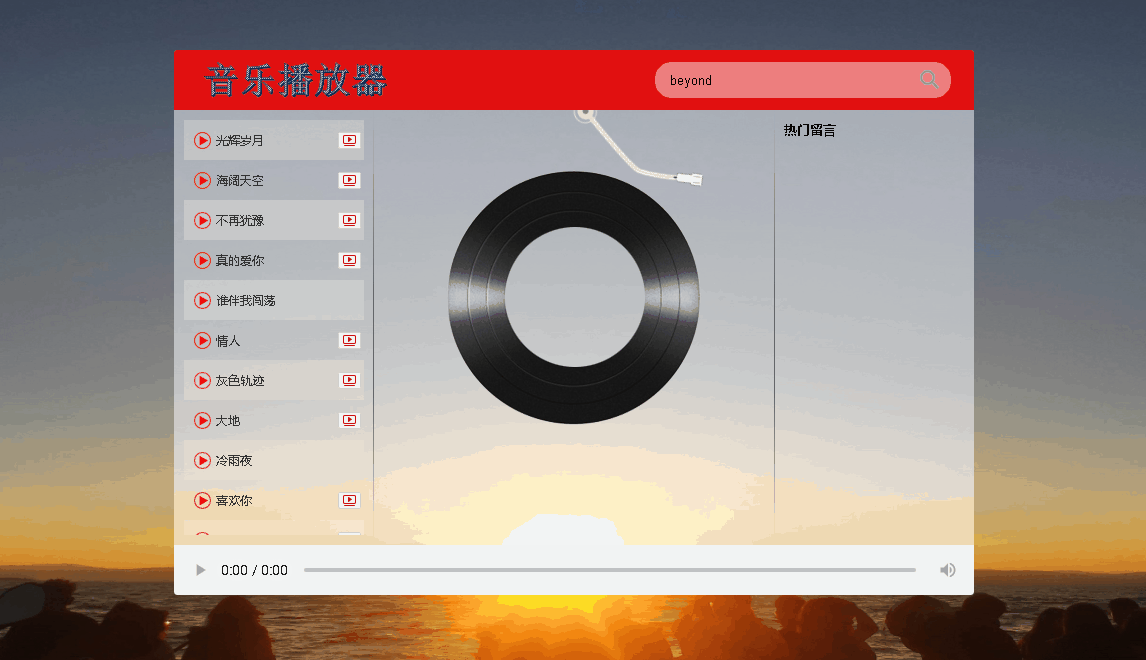 音乐播放器
beyond
光辉岁月
海阔天空
不再犹豫
真的爱你
谁伴我闯荡
情人
灰色轨迹
大地
冷雨夜
喜欢你
热门留言
0:00 / 0:00